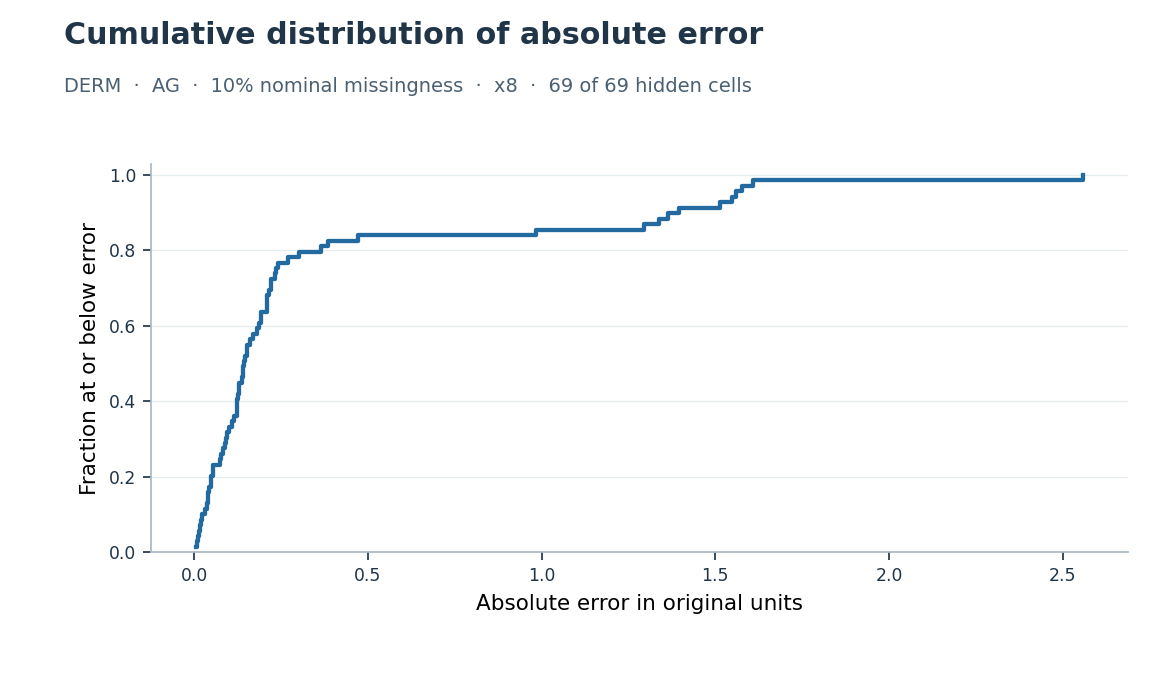 Cumulative distribution of absolute error
DERM · AG · 10% nominal missingness · x8 · 69 of 69 hidden cells
Fraction at or below error
1.0
0.8
0.6
0.4
0.2
0.0
0.0 0.5 1.0 1.5 2.0 2.5
Absolute error in original units